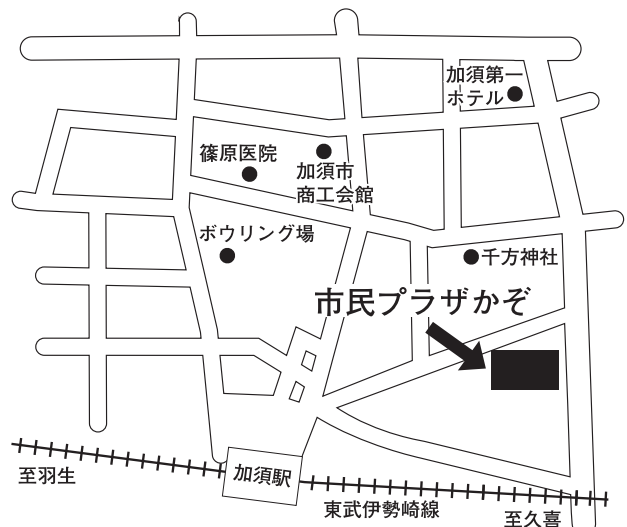 加須第一
ホテル
篠原医院
加須市
商工会館
ボウリング場
千方神社
市民プラザかぞ
加須駅
至羽生
東武伊勢崎線
至久喜